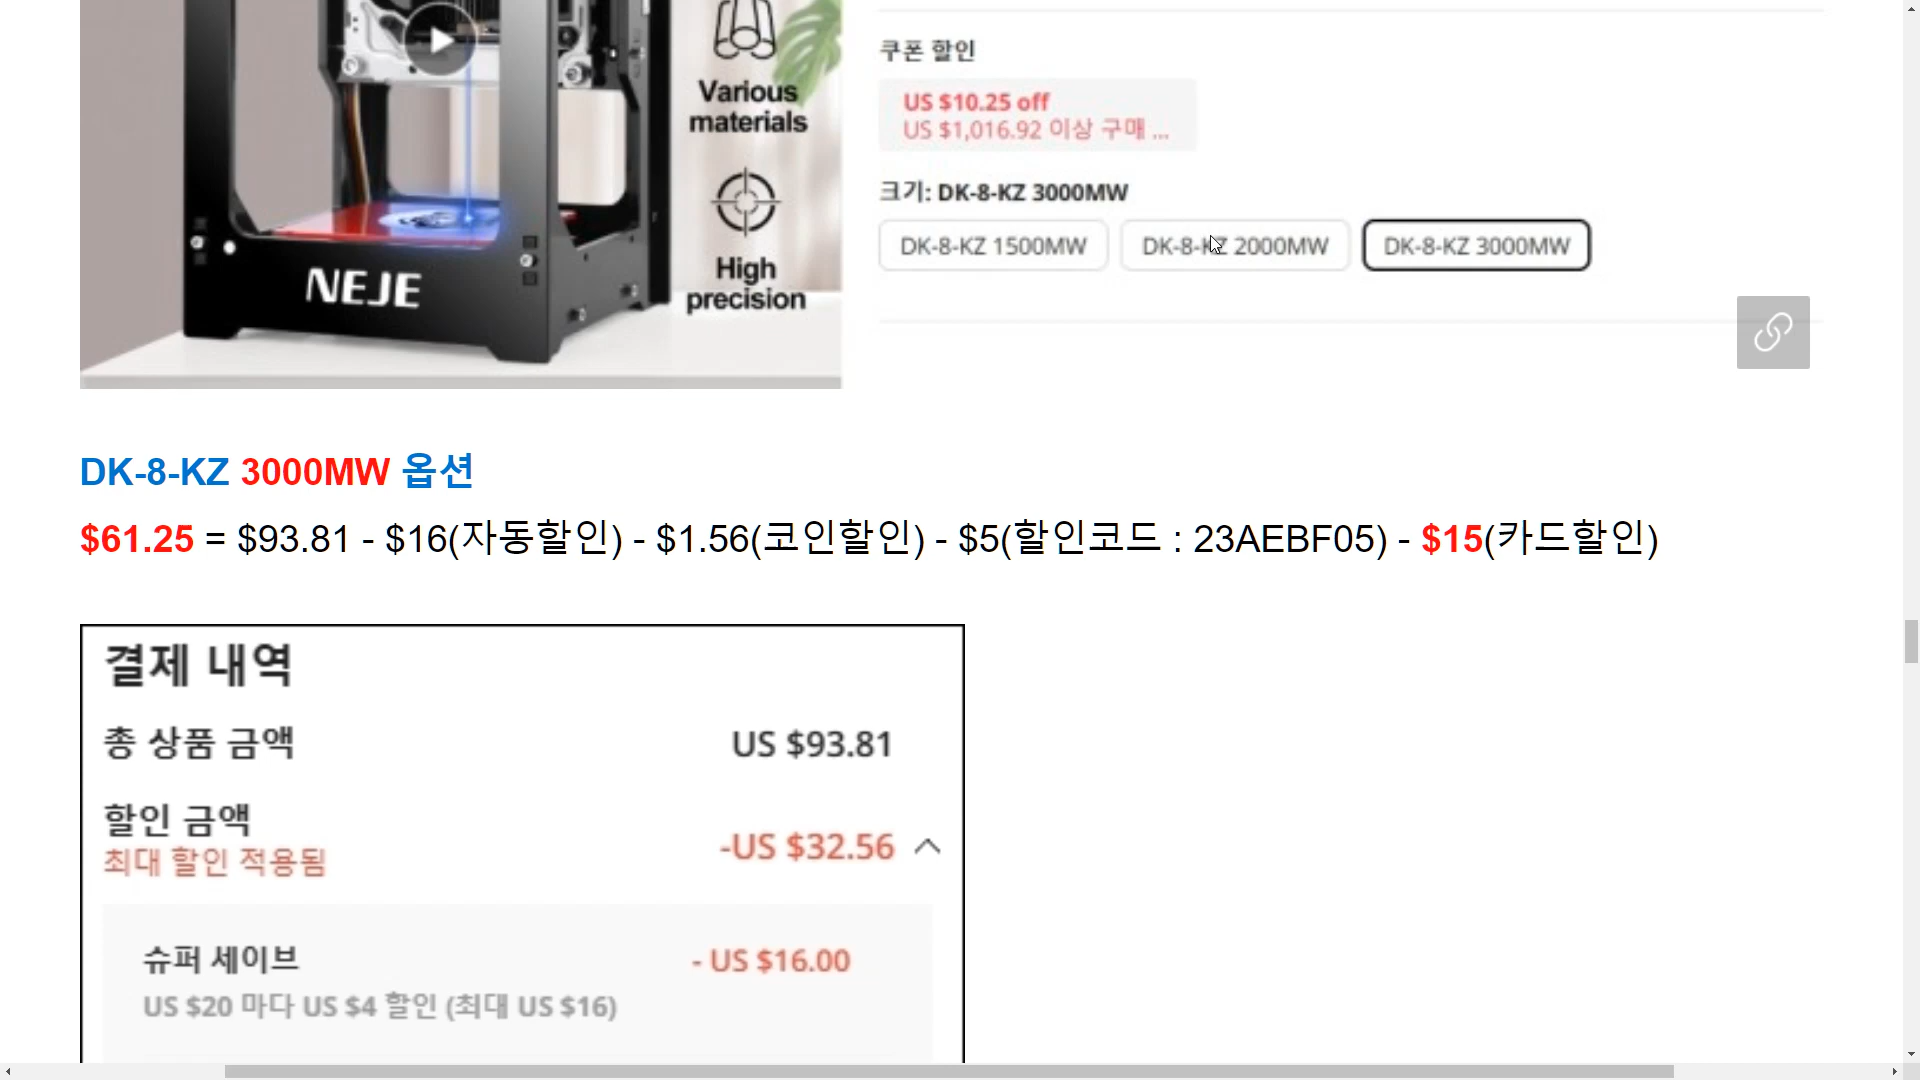 Various
materials
High
precision
NEJE
쿠폰 할인
US $10.25 off
US $1,016.92 이상 구매 ...
크기: DK-8-KZ 3000MW
DK-8-KZ 1500MW
DK-8-KZ 2000MW
DK-8-KZ 3000MW
DK-8-KZ 3000MW 옵션
$61.25 = $93.81 - $16(자동할인) - $1.56(코인할인) - $5(할인코드 : 23AEBF05) - $15(카드할인)
결제 내역
총 상품 금액 US $93.81
할인 금액 -US $32.56
최대 할인 적용됨
슈퍼 세이브 - US $16.00
US $20 마다 US $4 할인 (최대 US $16)